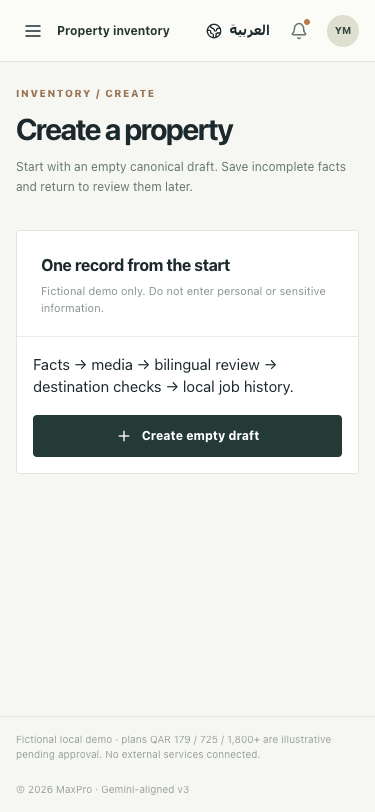 Property inventory
العربية
YM
INVENTORY / CREATE
Create a property
Start with an empty canonical draft. Save incomplete facts
and return to review them later.
One record from the start
Fictional demo only. Do not enter personal or sensitive
information.
Facts → media → bilingual review →
destination checks → local job history.
+ Create empty draft
Fictional local demo · plans QAR 179 / 725 / 1,800+ are illustrative
pending approval. No external services connected.
© 2026 MaxPro · Gemini-aligned v3